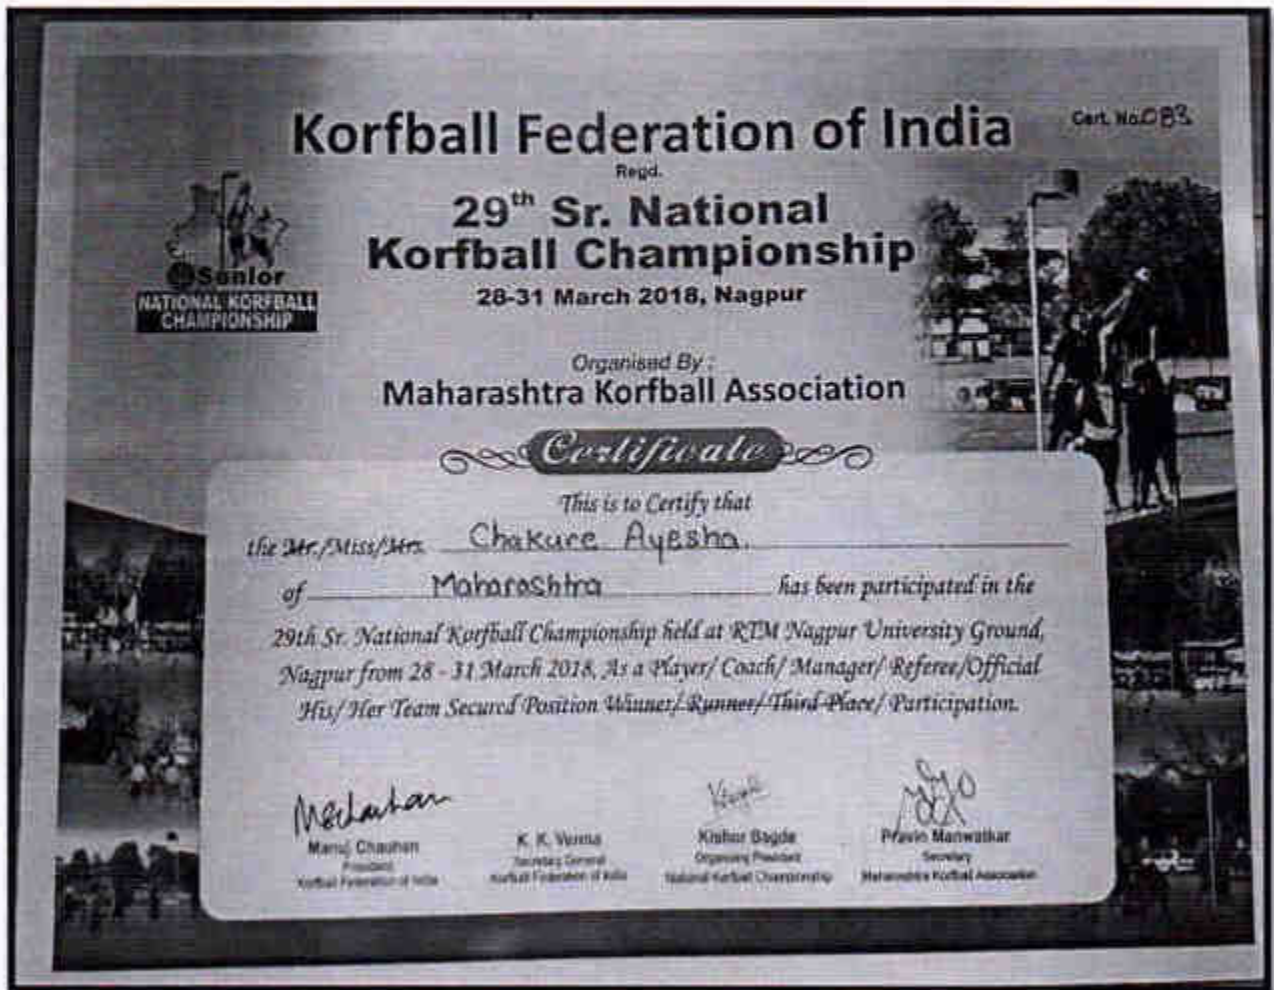 Cert. No. 083
Korfball Federation of India
Regd.
29th Sr. National
Korfball Championship
28-31 March 2018, Nagpur
Senior
NATIONAL KORFBALL
CHAMPIONSHIP
Organised By :
Maharashtra Korfball Association
Certificate
This is to Certify that
the Mr./Miss/Mrs. Chakure Ayesha.
of Maharashtra has been participated in the
29th Sr. National Korfball Championship held at RTM Nagpur University Ground,
Nagpur from 28 - 31 March 2018, As a Player/ Coach/ Manager/ Referee/Official
His/ Her Team Secured Position Winner/ Runner/ Third Place/ Participation.
Manuj Chauhan
President
Korfball Federation of India
K. K. Verma
Secretary General
Korfball Federation of India
Kishor Bagde
Organising President
National Korfball Championship
Pravin Manwatkar
Secretary
Maharashtra Korfball Association